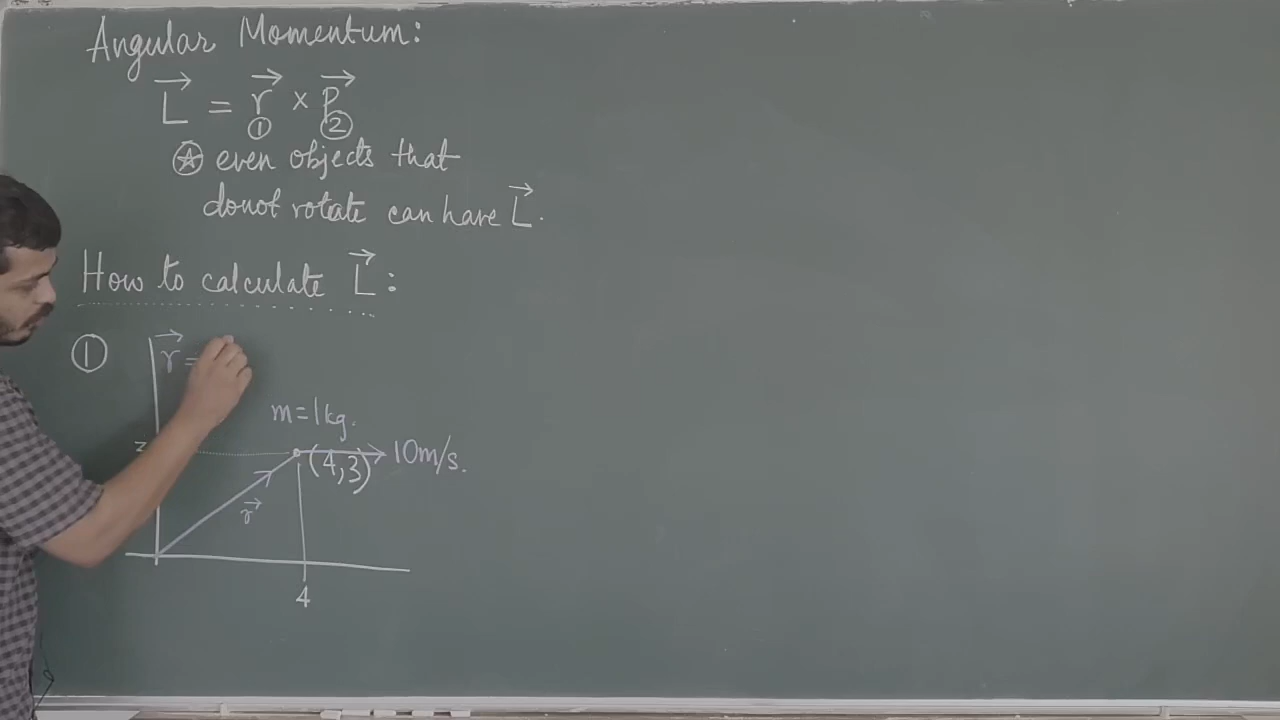 Angular Momentum:
L = r × p
① ②
✪ even objects that
donot rotate can have L.
How to calculate L:
①
r =
m=1kg.
3
(4,3)
10m/s.
r
4